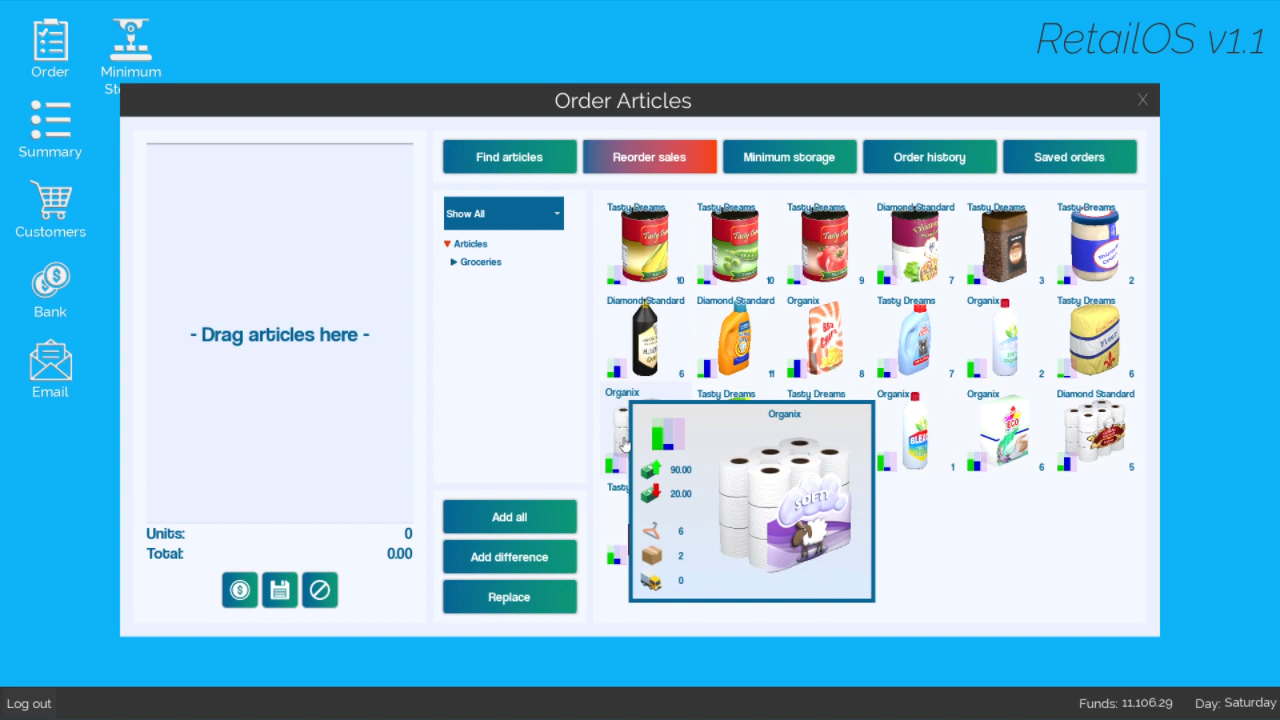 RetailOS v1.1
Order
Minimum
Summary
Customers
Bank
Email
Order Articles
X
- Drag articles here -
Units: 0
Total: 0.00
Find articles
Reorder sales
Minimum storage
Order history
Saved orders
Show All
Articles
Groceries
Add all
Add difference
Replace
Tasty Dreams
10
Tasty Dreams
10
Tasty Dreams
9
Diamond Standard
7
Tasty Dreams
3
Tasty Dreams
2
Diamond Standard
6
Diamond Standard
11
Organix
8
Tasty Dreams
7
Organix
2
Tasty Dreams
Flour
6
Organix
Tasty Dreams
Tasty Dreams
Organix
1
Organix
ECO
6
Diamond Standard
5
Tasty
Organix
90.00
20.00
6
2
0
SOFTY
Log out
Funds: 11,106.29
Day: Saturday